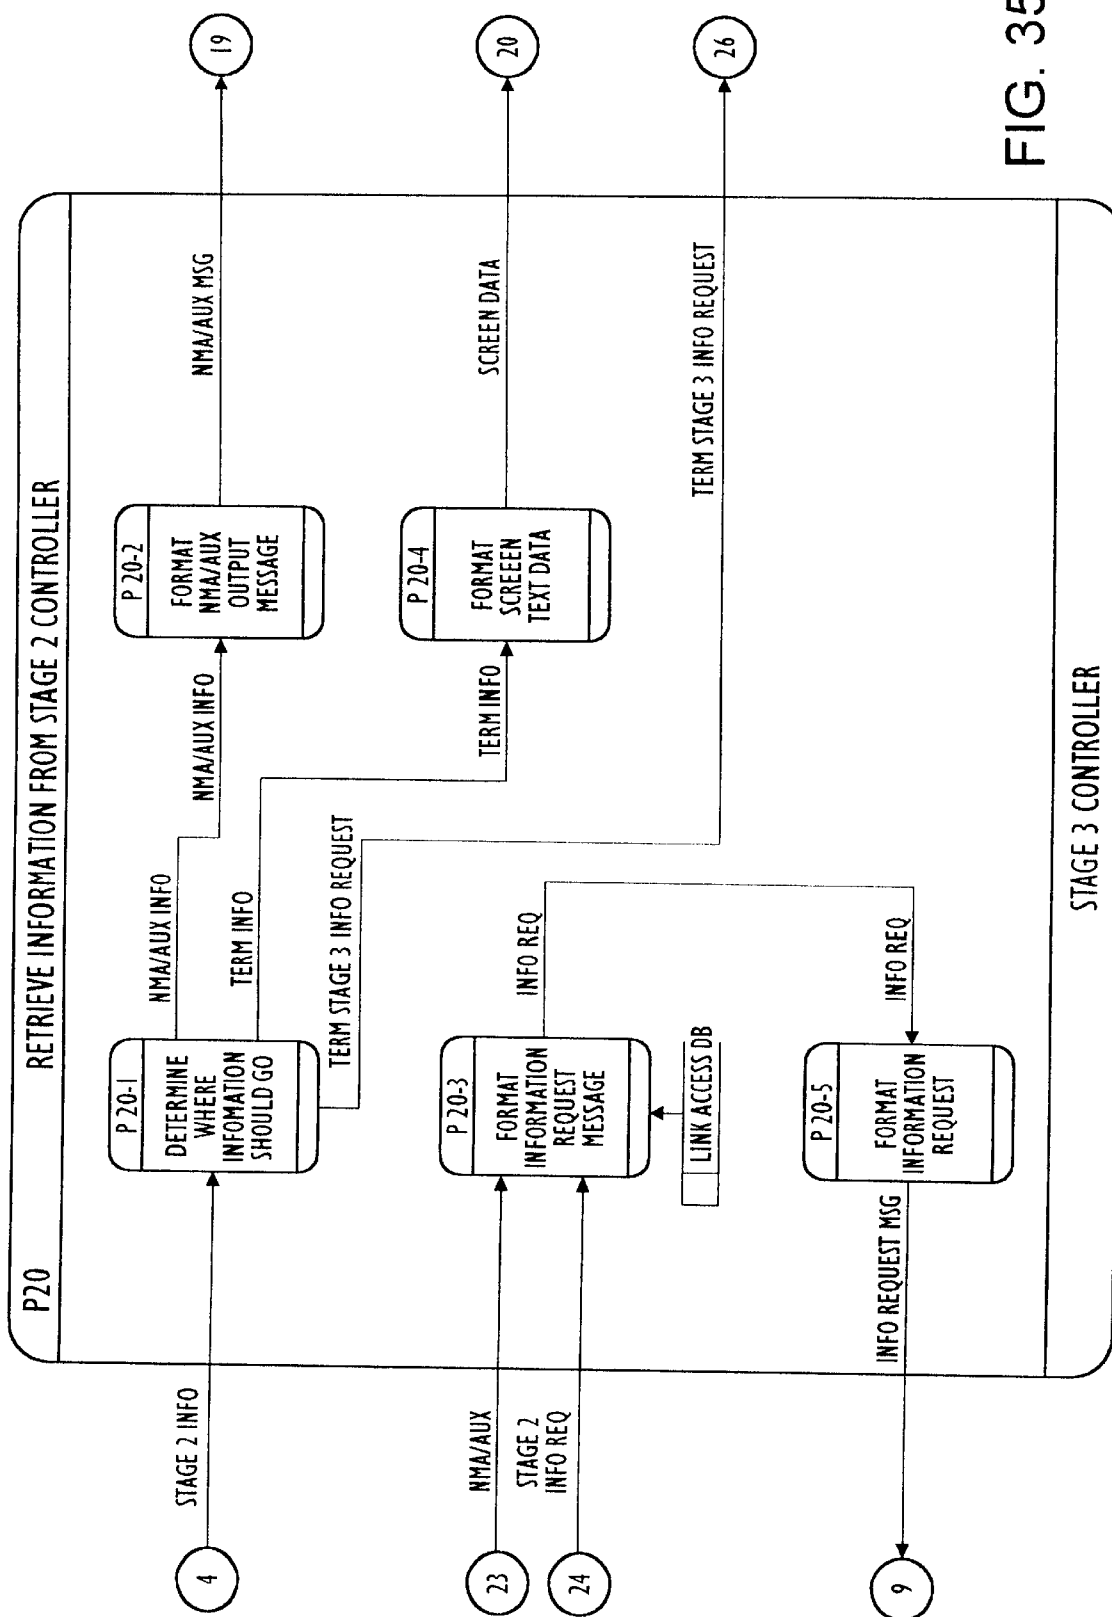 P20
RETRIEVE INFORMATION FROM STAGE 2 CONTROLLER
4
STAGE 2 INFO
P 20-1
DETERMINE
WHERE
INFOMATION
SHOULD GO
NMA/AUX INFO
NMA/AUX INFO
P 20-2
FORMAT
NMA/AUX
OUTPUT
MESSAGE
NMA/AUX MSG
19
TERM INFO
TERM INFO
P 20-4
FORMAT
SCREEEN
TEXT DATA
SCREEN DATA
20
TERM STAGE 3 INFO REQUEST
TERM STAGE 3 INFO REQUEST
26
23
NMA/AUX
24
STAGE 2
INFO REQ
P 20-3
FORMAT
INFORMATION
REQUEST
MESSAGE
LINK ACCESS DB
INFO REQ
INFO REQ
P 20-5
FORMAT
INFORMATION
REQUEST
INFO REQUEST MSG
9
STAGE 3 CONTROLLER
FIG. 35